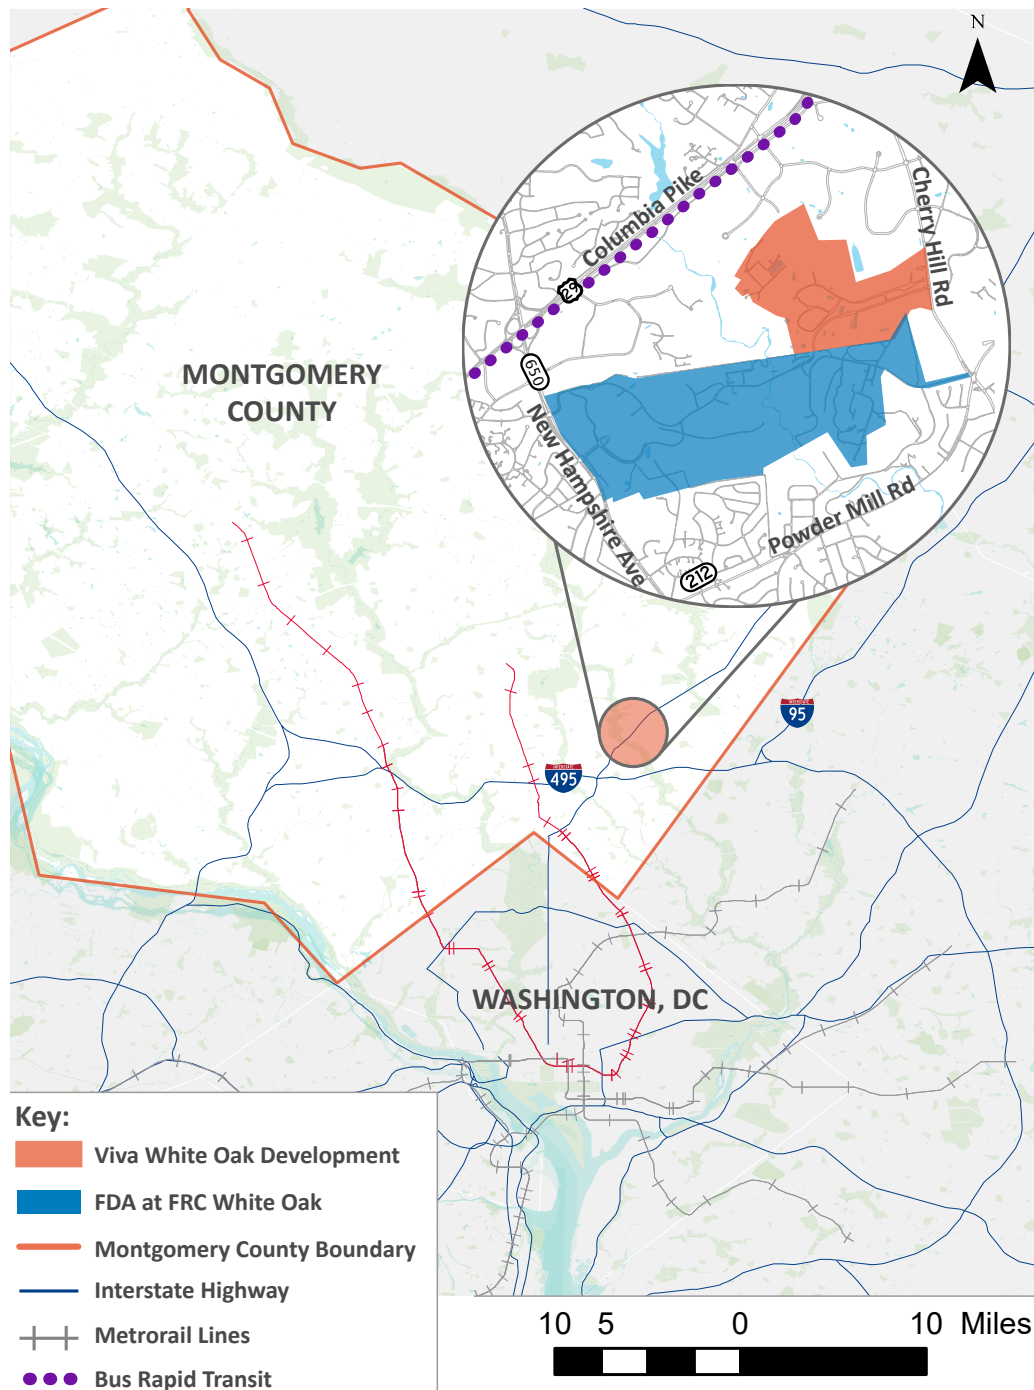 N
Columbia Pike
Cherry Hill Rd
29
650
MONTGOMERY
COUNTY
New Hampshire Ave
Powder Mill Rd
212
INTERSTATE
95
INTERSTATE
495
WASHINGTON, DC
Key:
Viva White Oak Development
FDA at FRC White Oak
Montgomery County Boundary
Interstate Highway
Metrorail Lines
Bus Rapid Transit
10 5 0 10 Miles